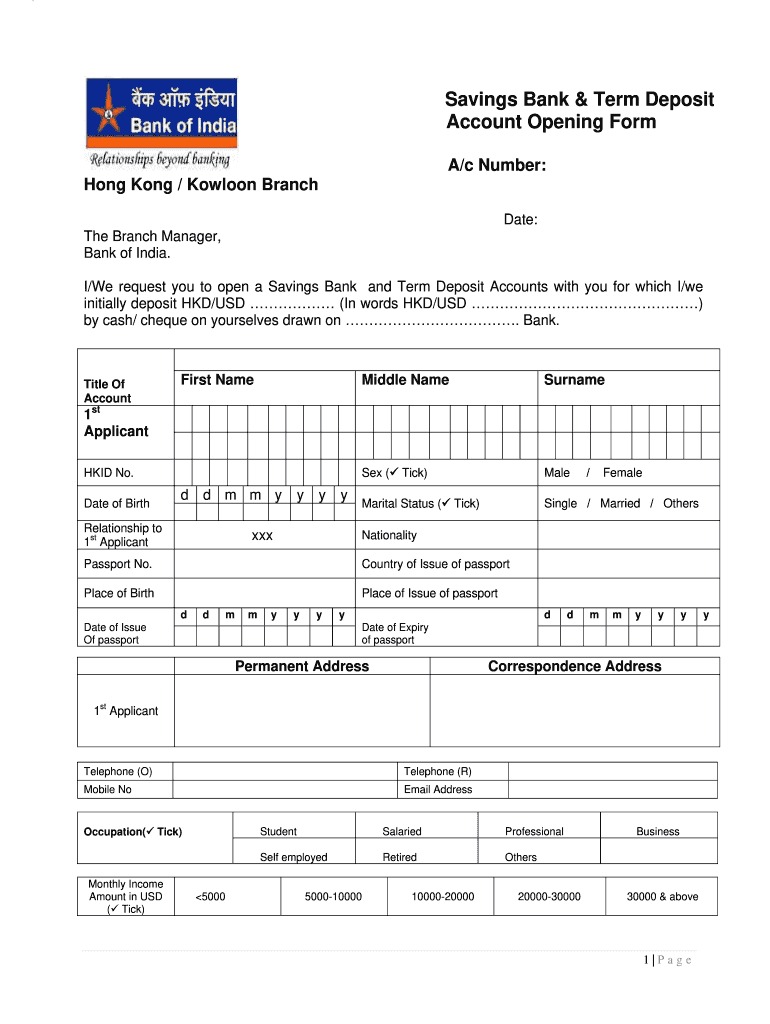 बैंक ऑफ़ इंडिया
Bank of India
Relationships beyond banking
Savings Bank & Term Deposit
Account Opening Form
A/c Number:
Hong Kong / Kowloon Branch
Date:
The Branch Manager,
Bank of India.
I/We request you to open a Savings Bank and Term Deposit Accounts with you for which I/we
initially deposit HKD/USD ……………… (In words HKD/USD …………………………………………)
by cash/ cheque on yourselves drawn on ………………………………. Bank.
Title Of
Account
First Name Middle Name Surname
1st
Applicant
HKID No. Sex (✓ Tick) Male / Female
Date of Birth d d m m y y y y Marital Status (✓ Tick) Single / Married / Others
Relationship to
1st Applicant xxx Nationality
Passport No. Country of Issue of passport
Place of Birth Place of Issue of passport
Date of Issue
Of passport d d m m y y y y
Date of Expiry
of passport d d m m y y y y
Permanent Address Correspondence Address
1st Applicant
Telephone (O) Telephone (R)
Mobile No Email Address
Occupation(✓ Tick) Student Salaried Professional Business
Self employed Retired Others
Monthly Income
Amount in USD
(✓ Tick)
<5000 5000-10000 10000-20000 20000-30000 30000 & above
1 | Page